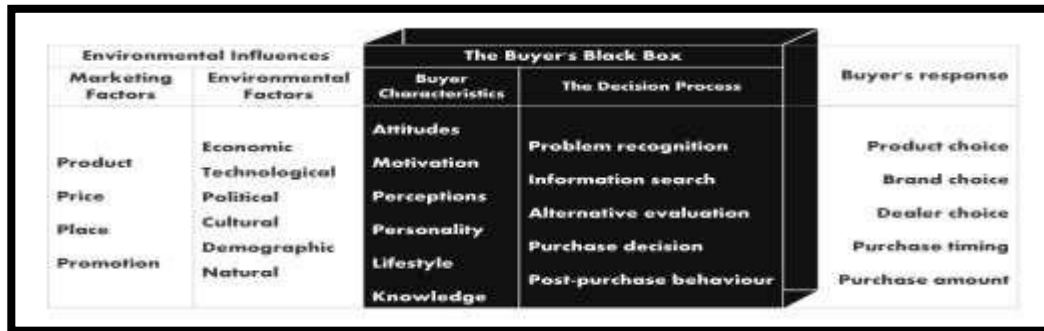 Environmental Influences
The Buyer's Black Box
Buyer's response
Marketing
Factors
Environmental
Factors
Buyer
Characteristics
The Decision Process
Product
Price
Place
Promotion
Economic
Technological
Political
Cultural
Demographic
Natural
Attitudes
Motivation
Perceptions
Personality
Lifestyle
Knowledge
Problem recognition
Information search
Alternative evaluation
Purchase decision
Post-purchase behaviour
Product choice
Brand choice
Dealer choice
Purchase timing
Purchase amount